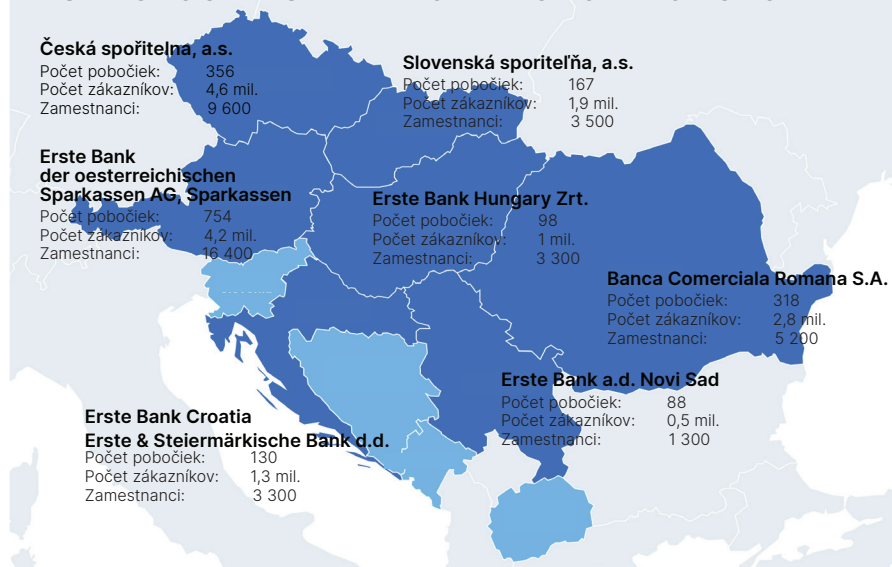 Česká spořitelna, a.s.
Počet pobočiek: 356
Počet zákazníkov: 4,6 mil.
Zamestnanci: 9 600
Slovenská sporiteľňa, a.s.
Počet pobočiek: 167
Počet zákazníkov: 1,9 mil.
Zamestnanci: 3 500
Erste Bank
der oesterreichischen
Sparkassen AG, Sparkassen
Počet pobočiek: 754
Počet zákazníkov: 4,2 mil.
Zamestnanci: 16 400
Erste Bank Hungary Zrt.
Počet pobočiek: 98
Počet zákazníkov: 1 mil.
Zamestnanci: 3 300
Banca Comerciala Romana S.A.
Počet pobočiek: 318
Počet zákazníkov: 2,8 mil.
Zamestnanci: 5 200
Erste Bank a.d. Novi Sad
Počet pobočiek: 88
Počet zákazníkov: 0,5 mil.
Zamestnanci: 1 300
Erste Bank Croatia
Erste & Steiermärkische Bank d.d.
Počet pobočiek: 130
Počet zákazníkov: 1,3 mil.
Zamestnanci: 3 300